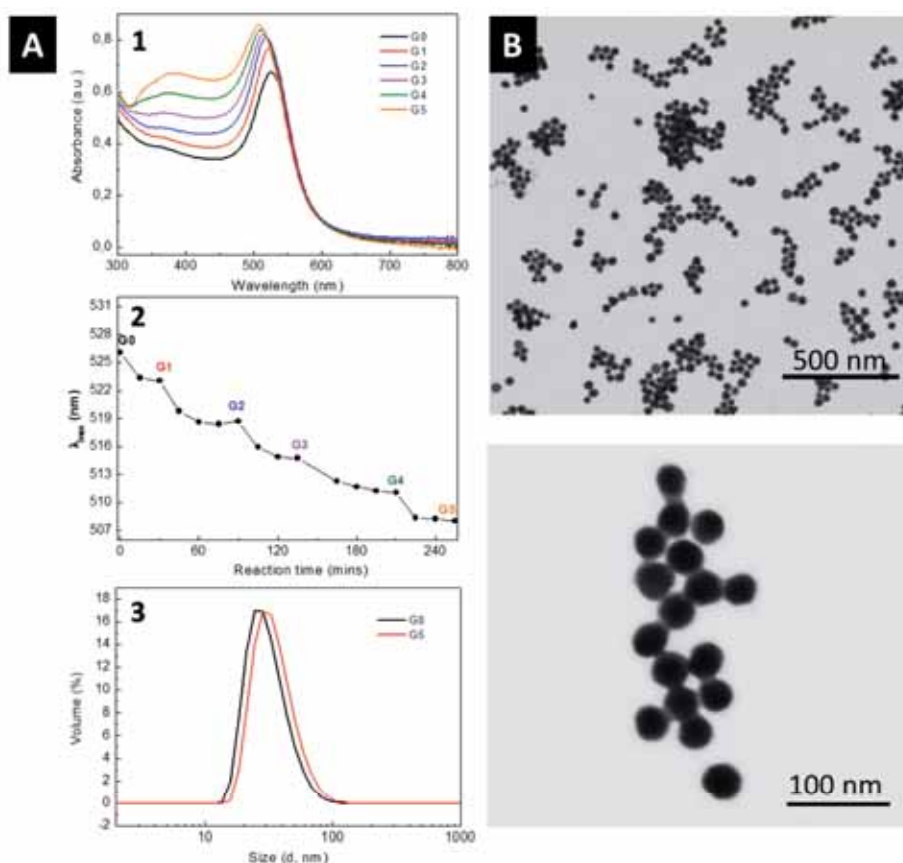 A
1
0,8
0,6
0,4
0,2
0,0
Absorbance (a.u.)
G0
G1
G2
G3
G4
G5
300 400 500 600 700 800
Wavelength (nm)
2
531
528
525
522
519
516
513
510
507
λmax (nm)
G0
G1
G2
G3
G4
G5
0 60 120 180 240
Reaction time (mins)
3
18
16
14
12
10
8
6
4
2
0
-2
Volume (%)
G0
G5
10 100 1000
Size (d, nm)
B
500 nm
100 nm